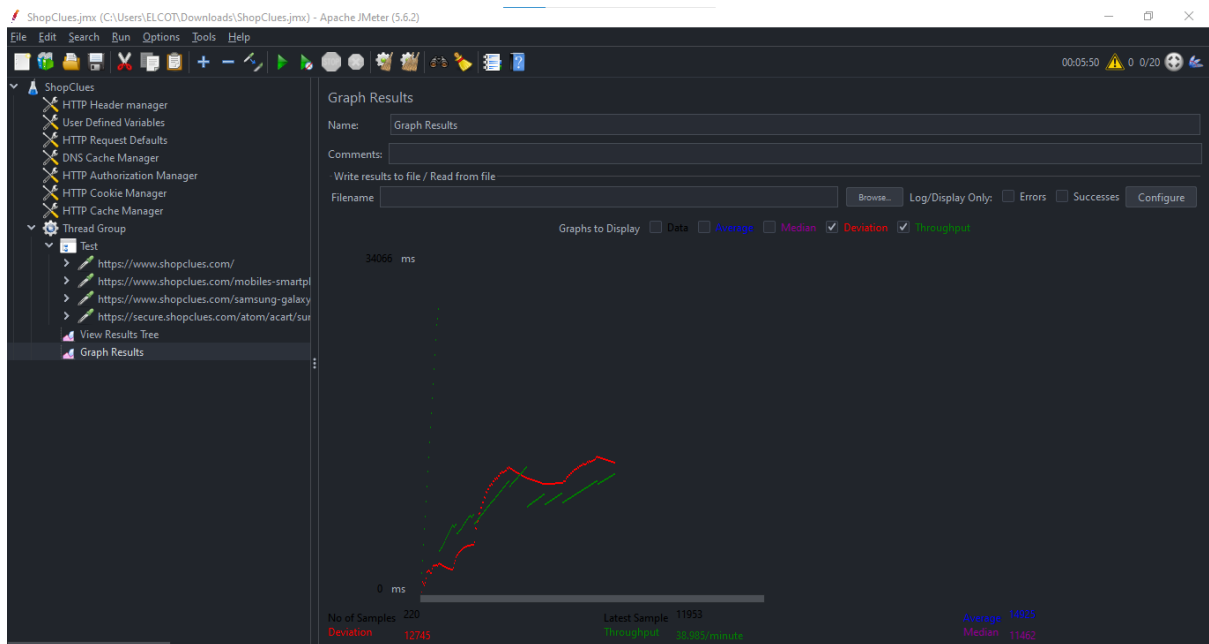 ShopClues.jmx (C:\Users\ELCOT\Downloads\ShopClues.jmx) - Apache JMeter (5.6.2)
File Edit Search Run Options Tools Help
00:05:50 0 0/20
ShopClues
HTTP Header manager
User Defined Variables
HTTP Request Defaults
DNS Cache Manager
HTTP Authorization Manager
HTTP Cookie Manager
HTTP Cache Manager
Thread Group
Test
https://www.shopclues.com/
https://www.shopclues.com/mobiles-smartpl
https://www.shopclues.com/samsung-galaxy
https://secure.shopclues.com/atom/acart/sur
View Results Tree
Graph Results
Graph Results
Name: Graph Results
Comments:
Write results to file / Read from file
Filename Browse... Log/Display Only: Errors Successes Configure
Graphs to Display Data Average Median Deviation Throughput
34066 ms
0 ms
No of Samples 220 Latest Sample 11953 Average
Deviation 12745 Throughput 38.985/minute Median 11462